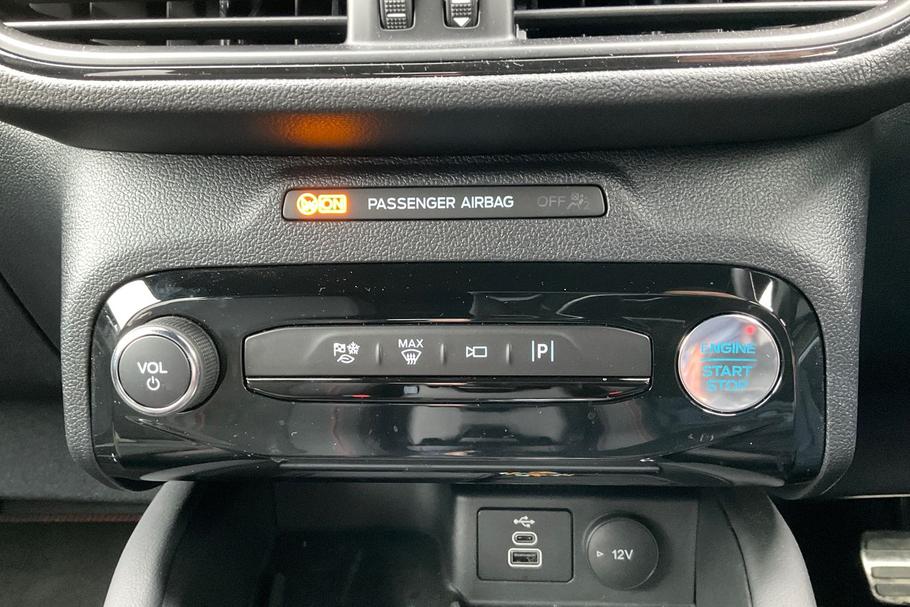 ON PASSENGER AIRBAG OFF
VOL
MAX
P
ENGINE
START
STOP
12V